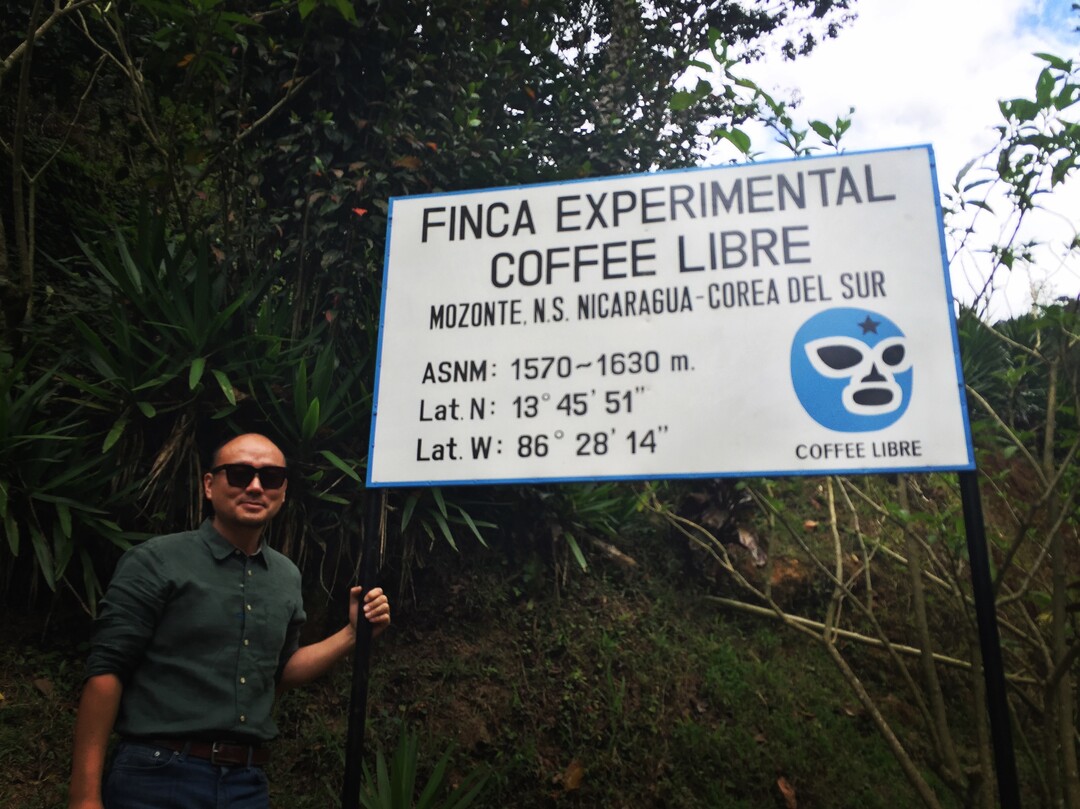 FINCA EXPERIMENTAL
COFFEE LIBRE
MOZONTE, N.S. NICARAGUA-COREA DEL SUR
ASNM: 1570~1630 m.
Lat. N: 13° 45' 51"
Lat. W: 86° 28' 14"
COFFEE LIBRE